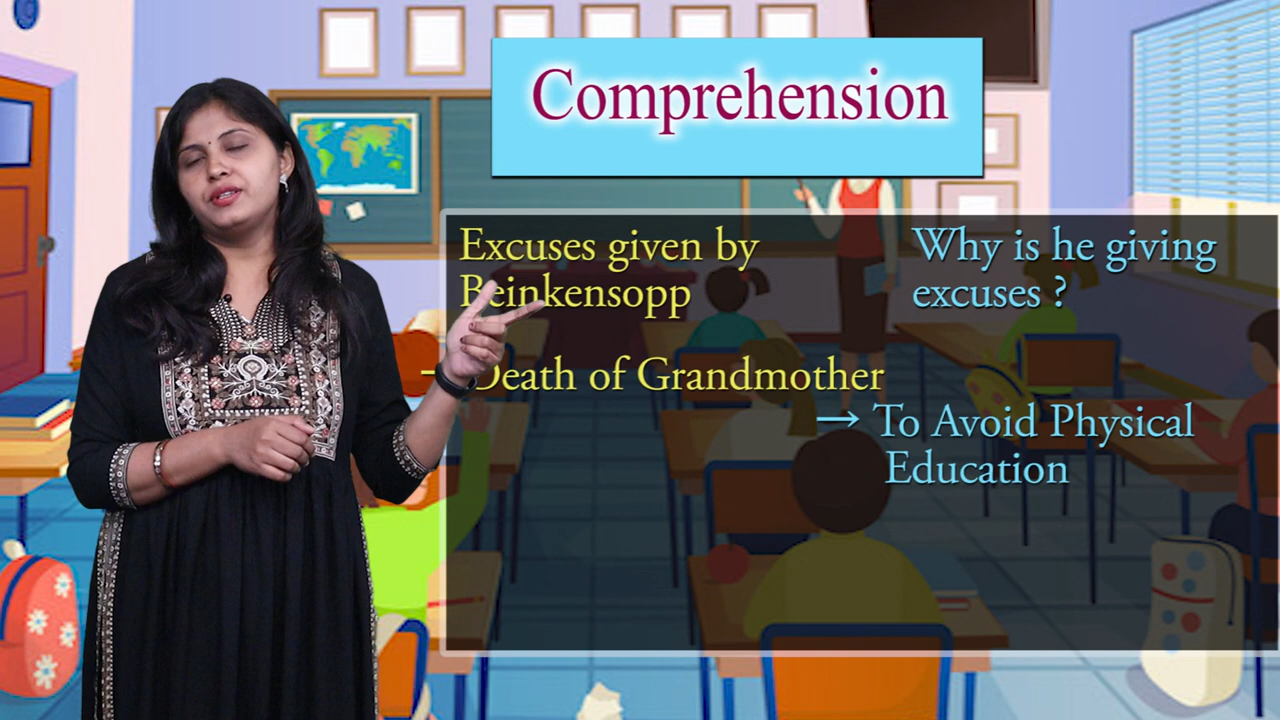 Comprehension
Excuses given by
Beinkensopp
Why is he giving
excuses ?
Death of Grandmother
→ To Avoid Physical
Education